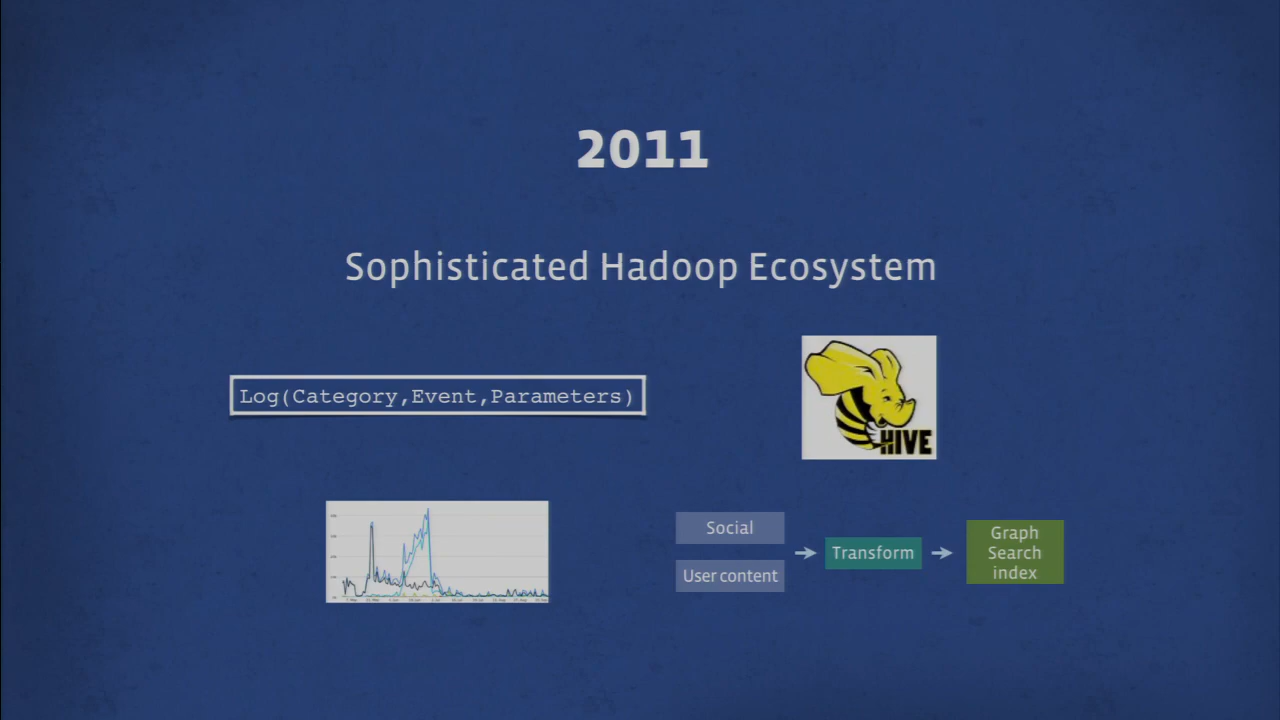 2011
Sophisticated Hadoop Ecosystem
Log(Category,Event,Parameters)
HIVE
Social
User content
Transform
Graph
Search
index